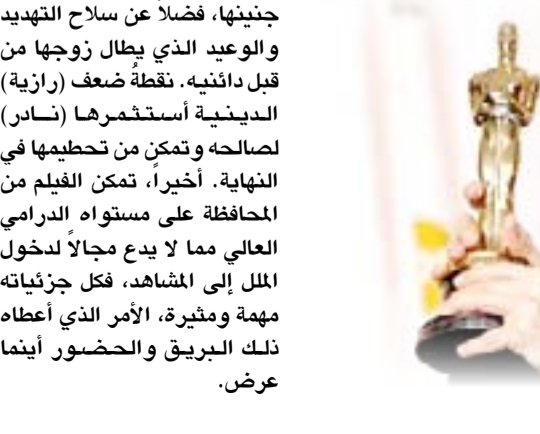 جنينها، فضلاً عن سلاح التهديد
والوعيد الذي يطال زوجها من
قبل دائنيه. نقطةُ ضعف (رازية)
الدينية أستثمرها (نادر)
لصالحه وتمكن من تحطيمها في
النهاية. أخيراً، تمكن الفيلم من
المحافظة على مستواه الدرامي
العالي مما لا يدع مجالاً لدخول
الملل إلى المشاهد، فكل جزئياته
مهمة ومثيرة، الأمر الذي أعطاه
ذلك البريق والحضور أينما
عرض.